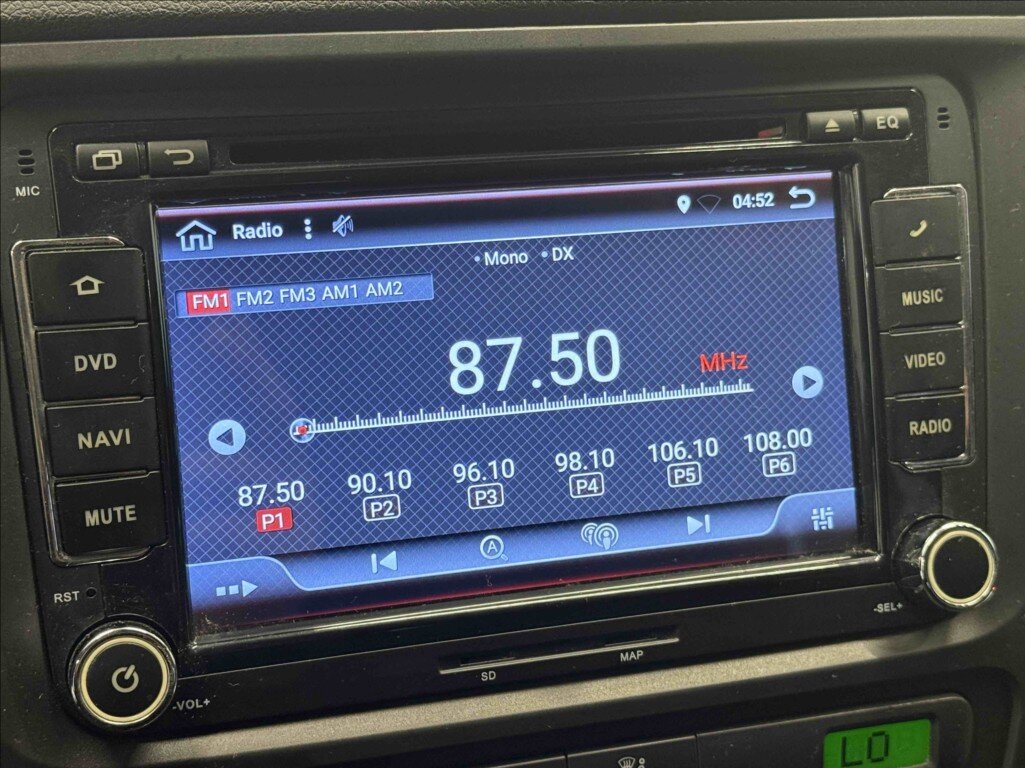 EQ
MIC
Radio
04:52
Mono DX
FM1 FM2 FM3 AM1 AM2
87.50 MHz
87.50 90.10 96.10 98.10 106.10 108.00
P1 P2 P3 P4 P5 P6
A
DVD
NAVI
MUTE
MUSIC
VIDEO
RADIO
RST
-VOL+
-SEL+
SD
MAP
LO